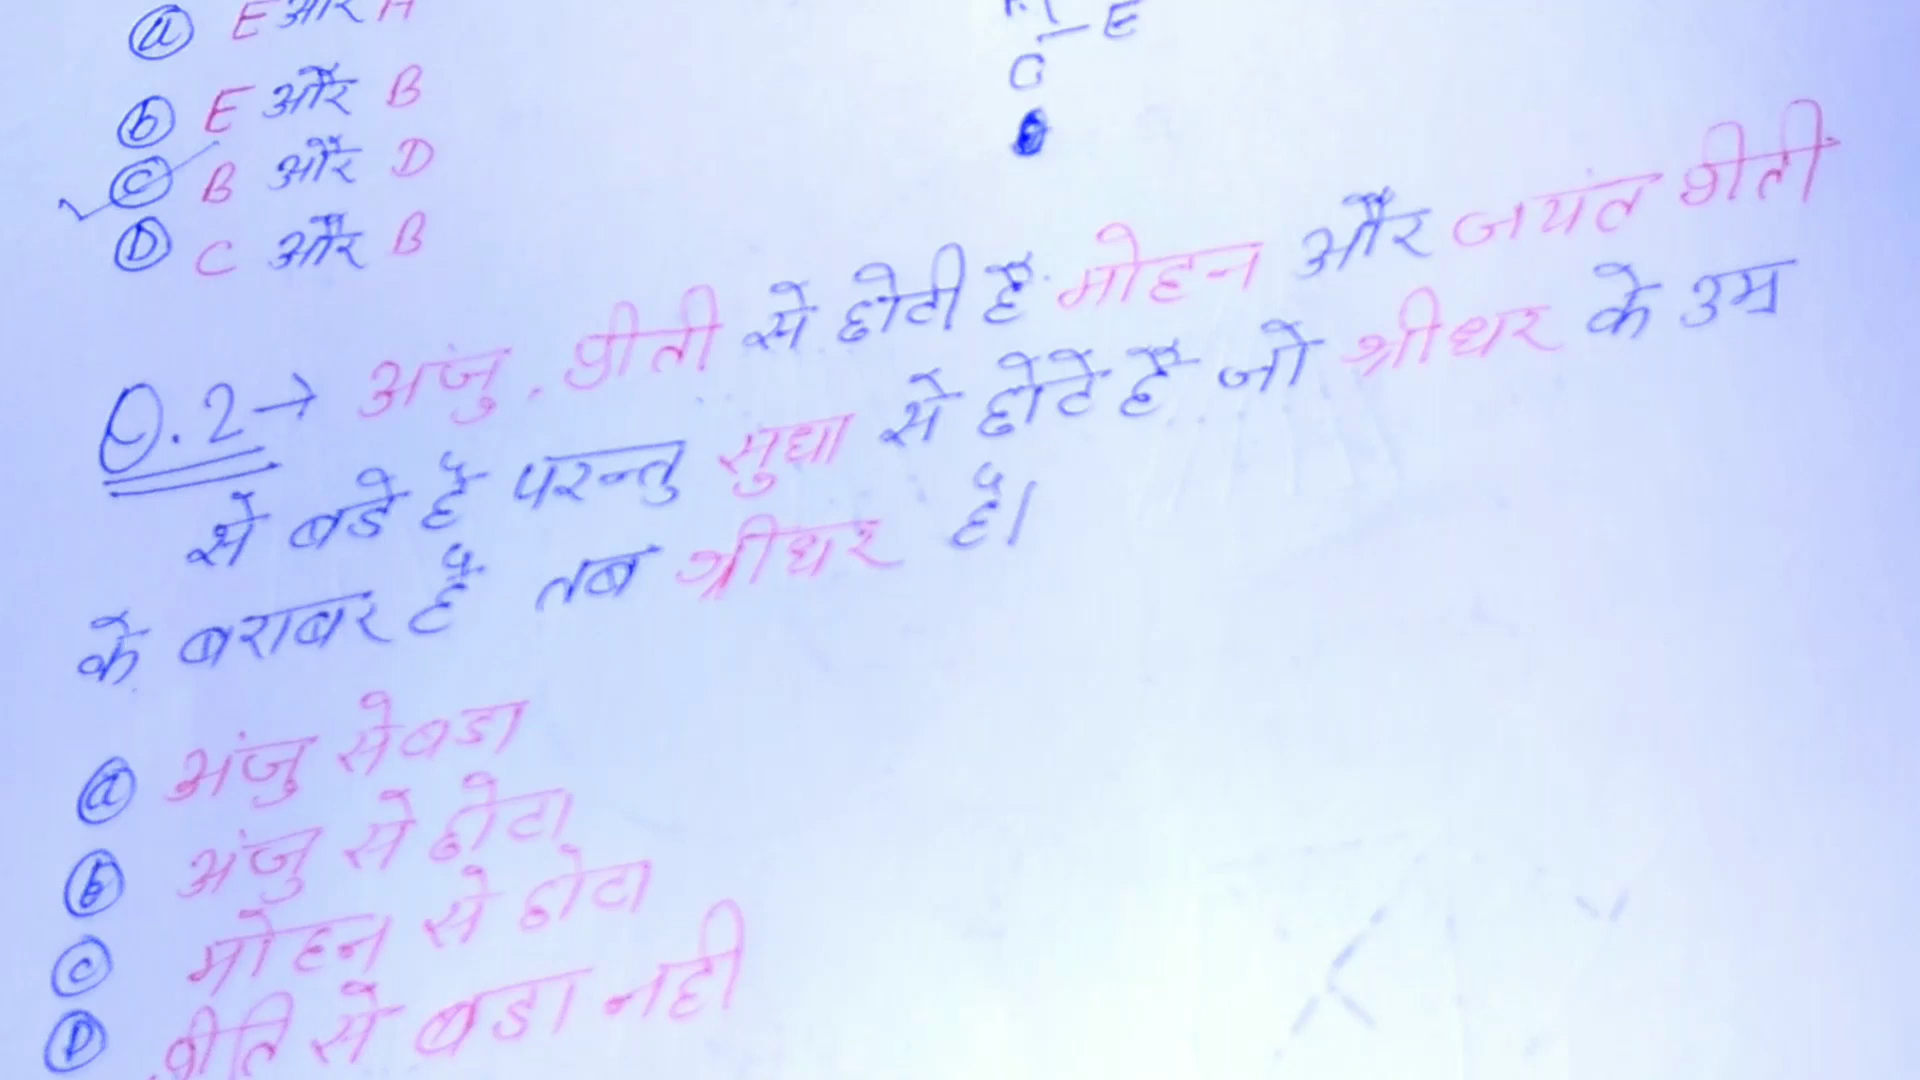 ⓐ E और A
E
ⓑ E और B
C
ⓒ B और D
Ⓓ C और B
Q.2→ अंजु, प्रीती से छोटी है मोहन और जयंत प्रीती
से बडे है परन्तु सुधा से छोटे है जो श्रीधर के उम्र
के बराबर है तब श्रीधर है।
ⓐ अंजु से बडा
ⓑ अंजु से छोटा
ⓒ मोहन से छोटा
Ⓓ प्रीति से बडा नही